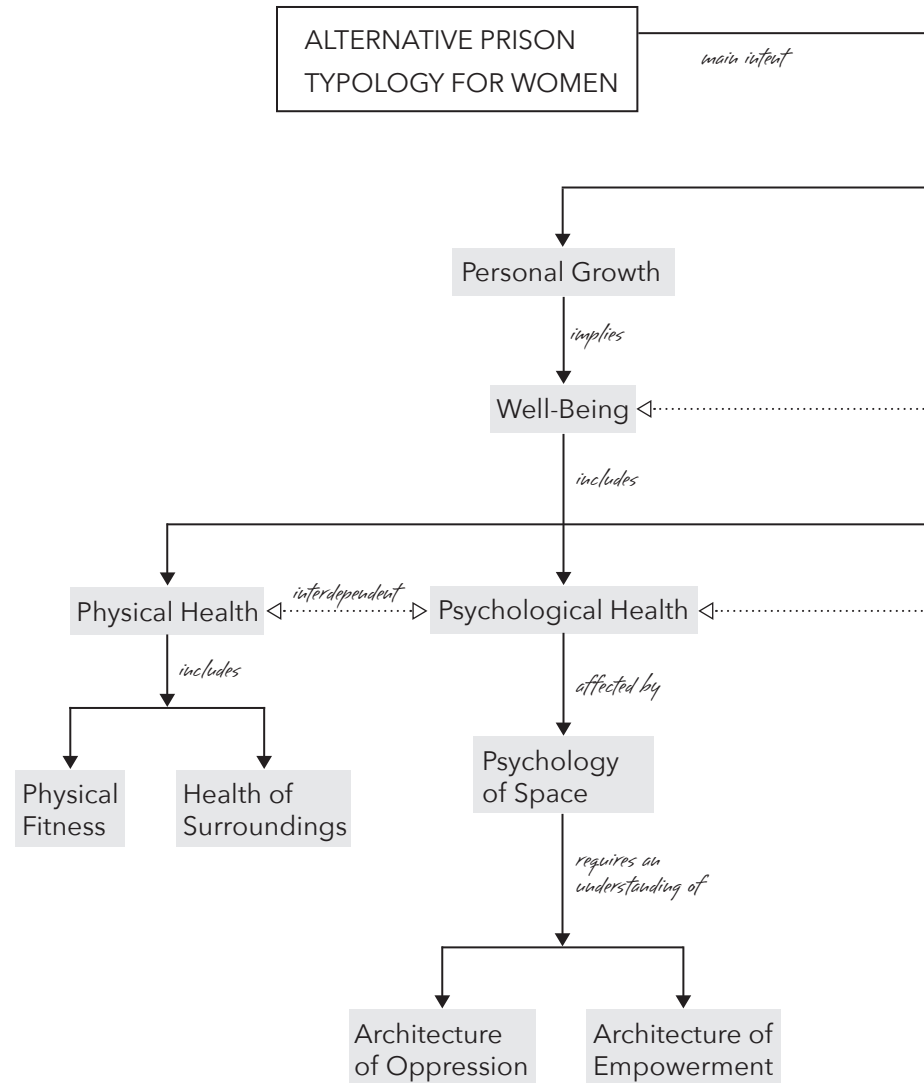 ALTERNATIVE PRISON
TYPOLOGY FOR WOMEN
main intent
Personal Growth
implies
Well-Being
includes
Physical Health
interdependent
Psychological Health
includes
affected by
Physical
Fitness
Health of
Surroundings
Psychology
of Space
requires an
understanding of
Architecture
of Oppression
Architecture of
Empowerment